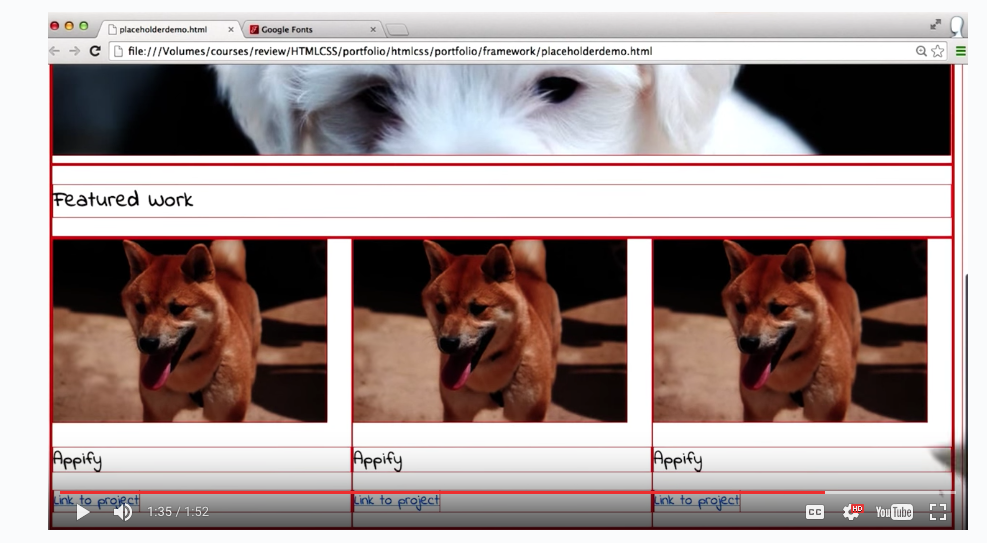 placeholderdemo.html
Google Fonts
file:///Volumes/courses/review/HTMLCSS/portfolio/htmlcss/portfolio/framework/placeholderdemo.html
Featured Work
Appify Appify Appify
Link to project Link to project Link to project
1:35 / 1:52 CC HD YouTube